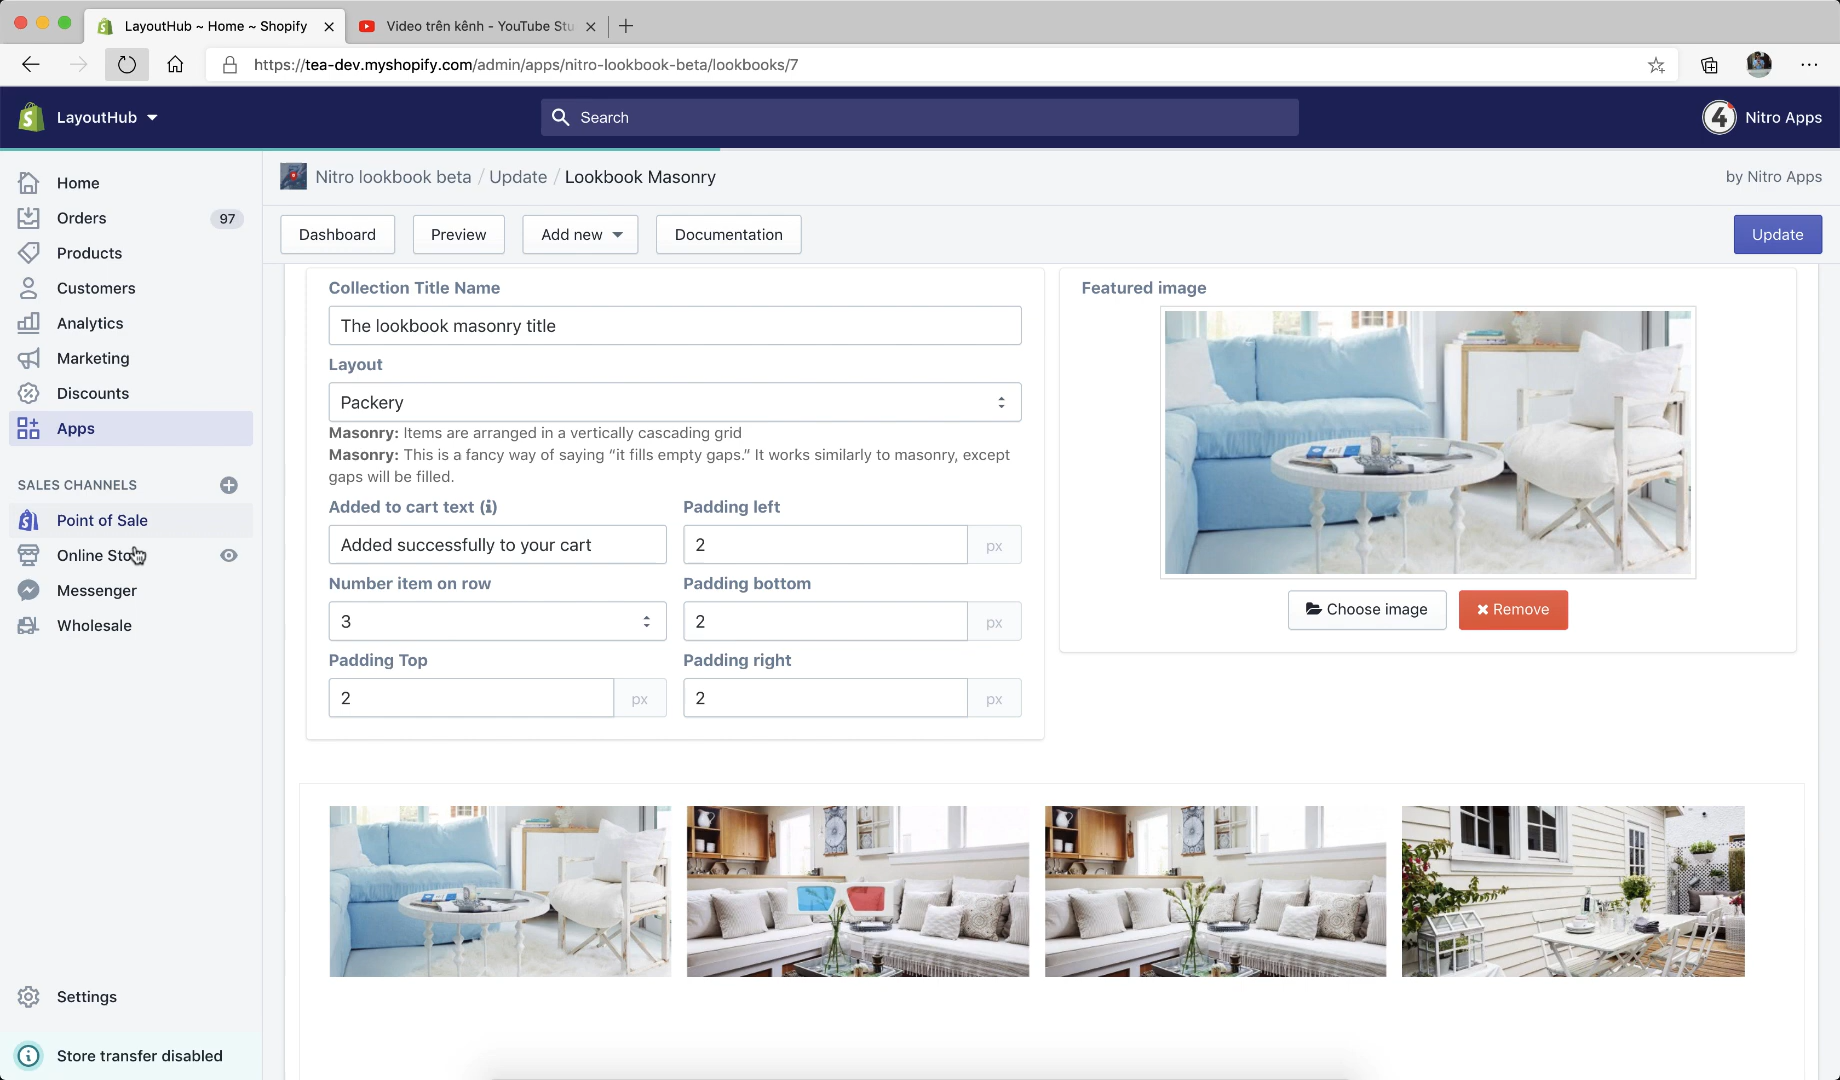 LayoutHub ~ Home ~ Shopify
Video trên kênh - YouTube Stu
https://tea-dev.myshopify.com/admin/apps/nitro-lookbook-beta/lookbooks/7
LayoutHub
Search
4
Nitro Apps
Home
Orders
97
Products
Customers
Analytics
Marketing
Discounts
Apps
SALES CHANNELS
Point of Sale
Online Sto
Messenger
Wholesale
Settings
Store transfer disabled
Nitro lookbook beta / Update / Lookbook Masonry
by Nitro Apps
Dashboard
Preview
Add new
Documentation
Update
Collection Title Name
The lookbook masonry title
Layout
Packery
Masonry: Items are arranged in a vertically cascading grid
Masonry: This is a fancy way of saying “it fills empty gaps.” It works similarly to masonry, except
gaps will be filled.
Added to cart text (i)
Added successfully to your cart
Padding left
2
px
Number item on row
3
Padding bottom
2
px
Padding Top
2
px
Padding right
2
px
Featured image
Choose image
Remove